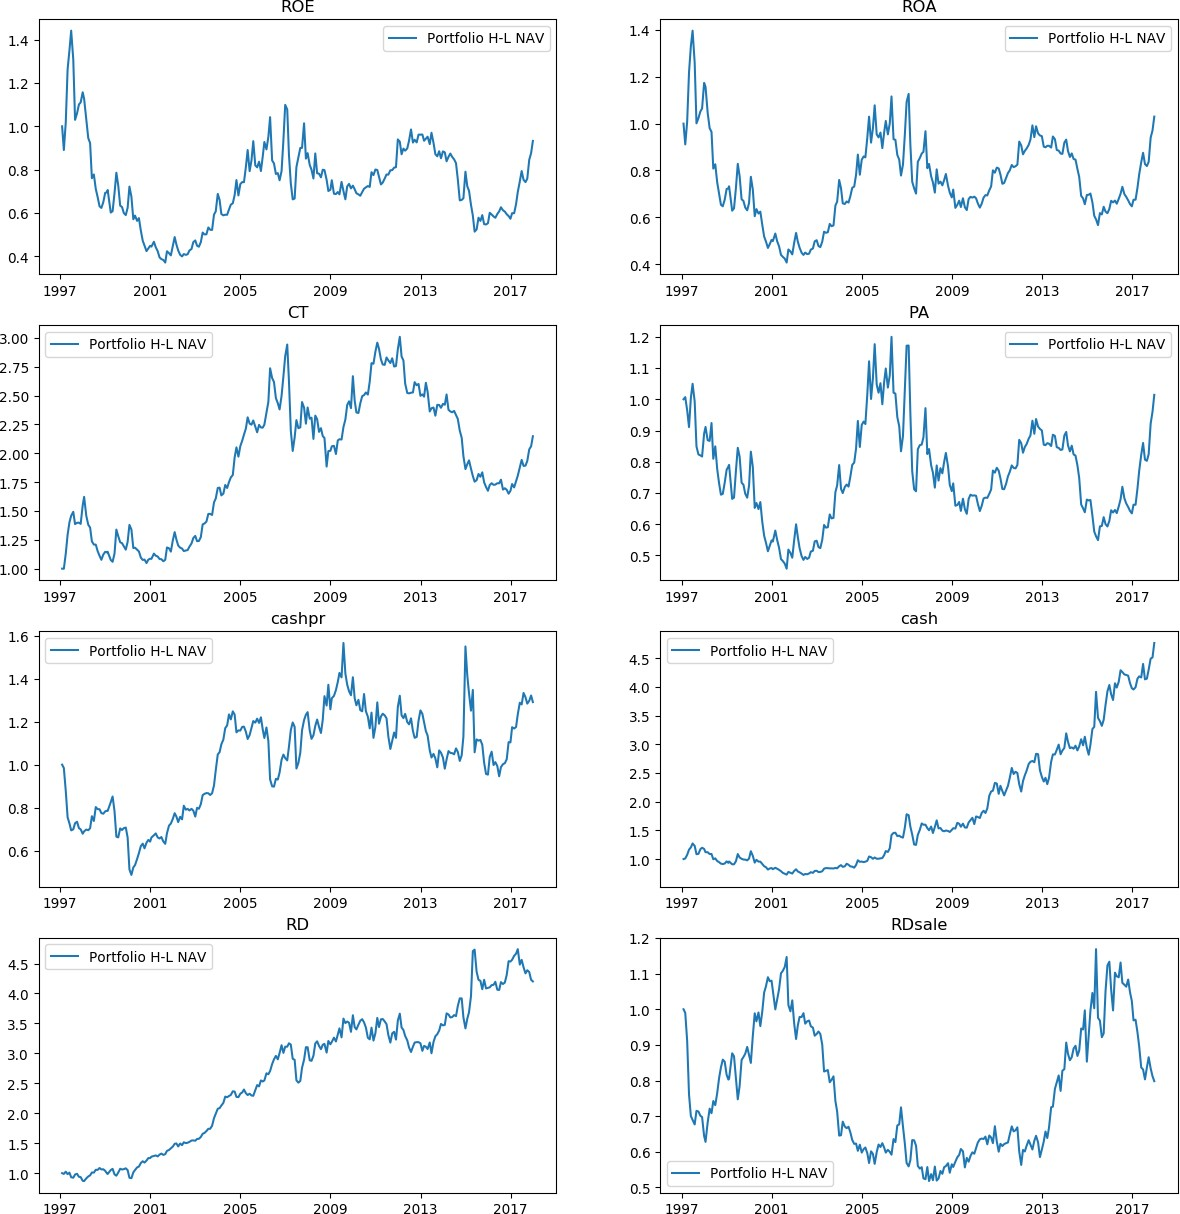 ROE
Portfolio H-L NAV
1.4
1.2
1.0
0.8
0.6
0.4
1997 2001 2005 2009 2013 2017
ROA
Portfolio H-L NAV
1.4
1.2
1.0
0.8
0.6
0.4
1997 2001 2005 2009 2013 2017
CT
Portfolio H-L NAV
3.00
2.75
2.50
2.25
2.00
1.75
1.50
1.25
1.00
1997 2001 2005 2009 2013 2017
PA
Portfolio H-L NAV
1.2
1.1
1.0
0.9
0.8
0.7
0.6
0.5
1997 2001 2005 2009 2013 2017
cashpr
Portfolio H-L NAV
1.6
1.4
1.2
1.0
0.8
0.6
1997 2001 2005 2009 2013 2017
cash
Portfolio H-L NAV
4.5
4.0
3.5
3.0
2.5
2.0
1.5
1.0
1997 2001 2005 2009 2013 2017
RD
Portfolio H-L NAV
4.5
4.0
3.5
3.0
2.5
2.0
1.5
1.0
1997 2001 2005 2009 2013 2017
RDsale
1.2
1.1
1.0
0.9
0.8
0.7
0.6
0.5
Portfolio H-L NAV
1997 2001 2005 2009 2013 2017